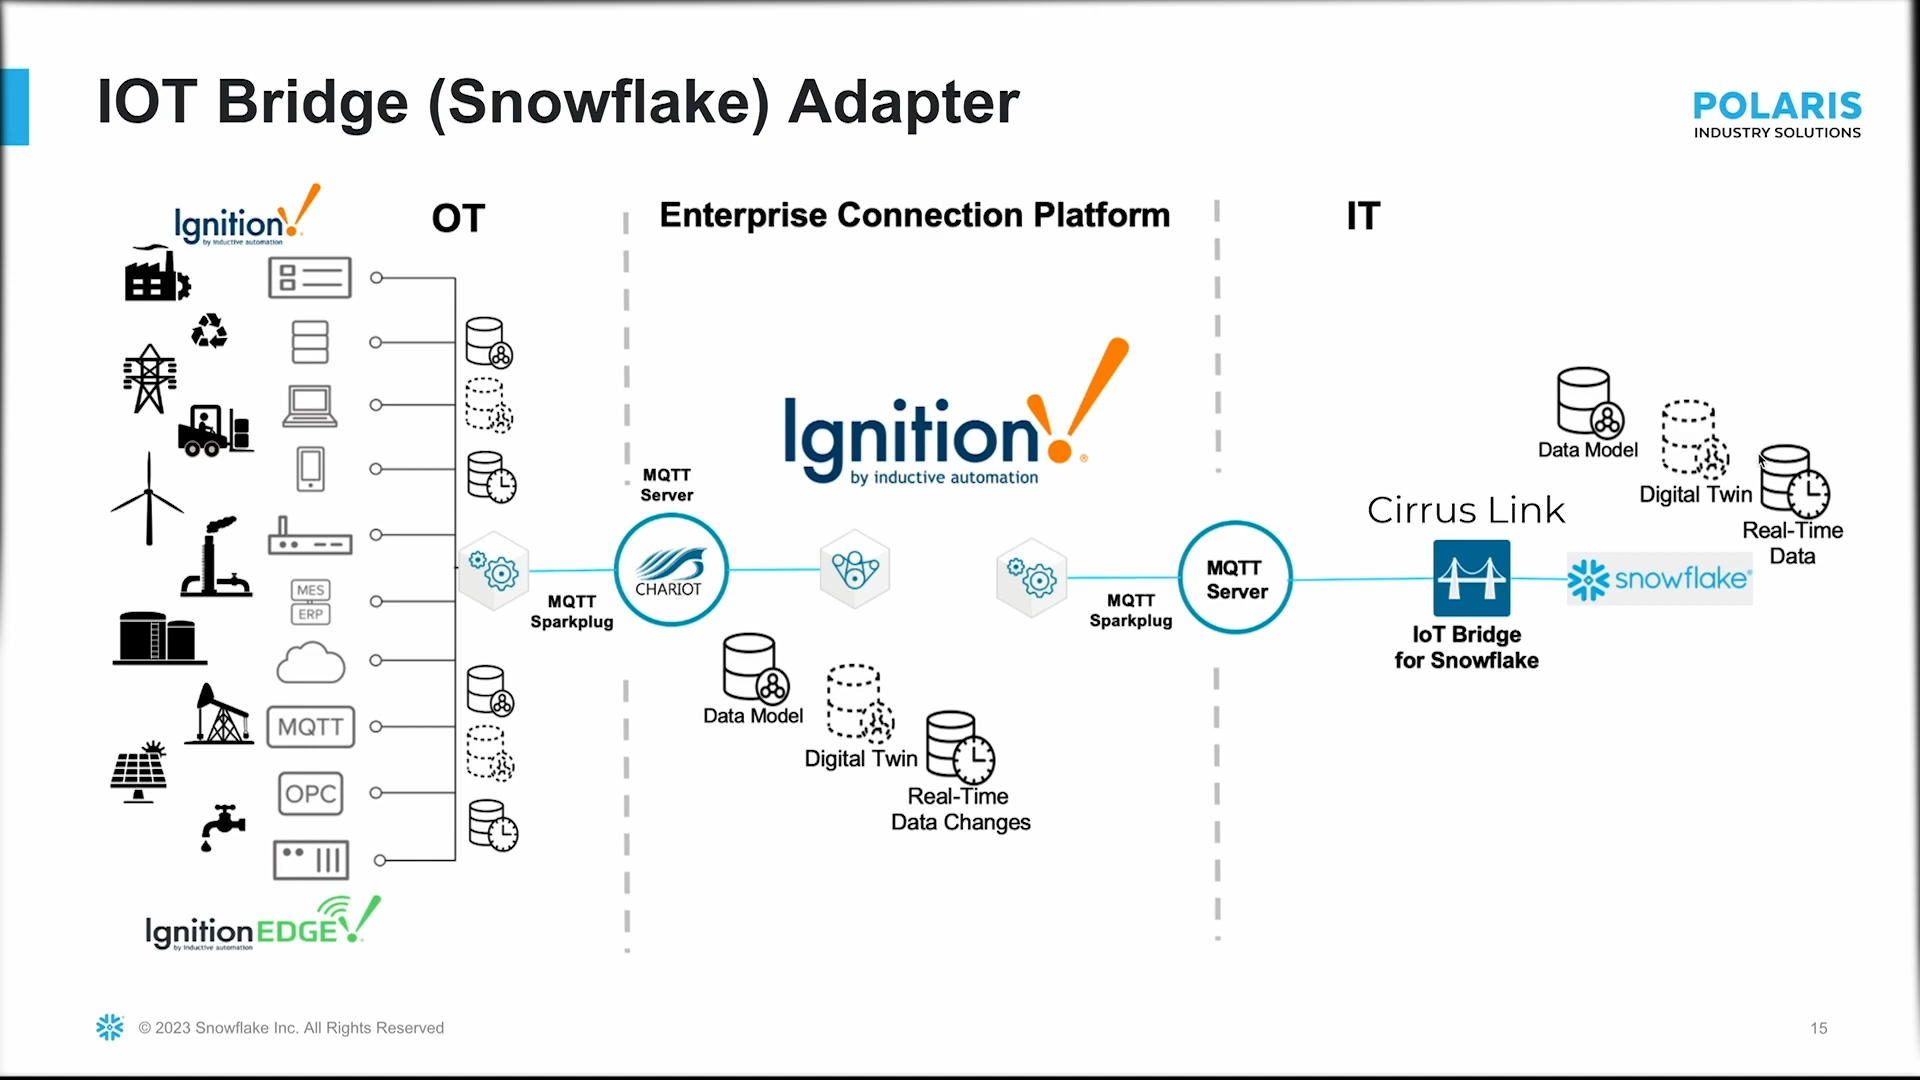 IOT Bridge (Snowflake) Adapter
POLARIS
INDUSTRY SOLUTIONS
Ignition!
by inductive automation
OT
Enterprise Connection Platform
IT
MES
ERP
MQTT
OPC
Ignition EDGE!
by inductive automation
MQTT
Sparkplug
MQTT
Server
CHARIOT
Ignition!®
by inductive automation
Data Model
Digital Twin
Real-Time
Data Changes
MQTT
Sparkplug
MQTT
Server
Cirrus Link
IoT Bridge
for Snowflake
snowflake®
Data Model
Digital Twin
Real-Time
Data
© 2023 Snowflake Inc. All Rights Reserved
15